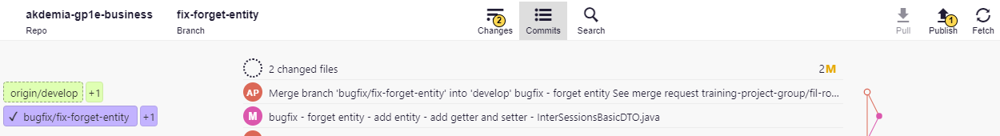 akdemia-gp1e-business
Repo
fix-forget-entity
Branch
2
Changes
Commits
Search
Pull
1
Publish
Fetch
2 changed files
2M
origin/develop +1
AP Merge branch 'bugfix/fix-forget-entity' into 'develop' bugfix - forget entity See merge request training-project-group/fil-ro...
✓ bugfix/fix-forget-entity +1
M bugfix - forget entity - add entity - add getter and setter - InterSessionsBasicDTO.java